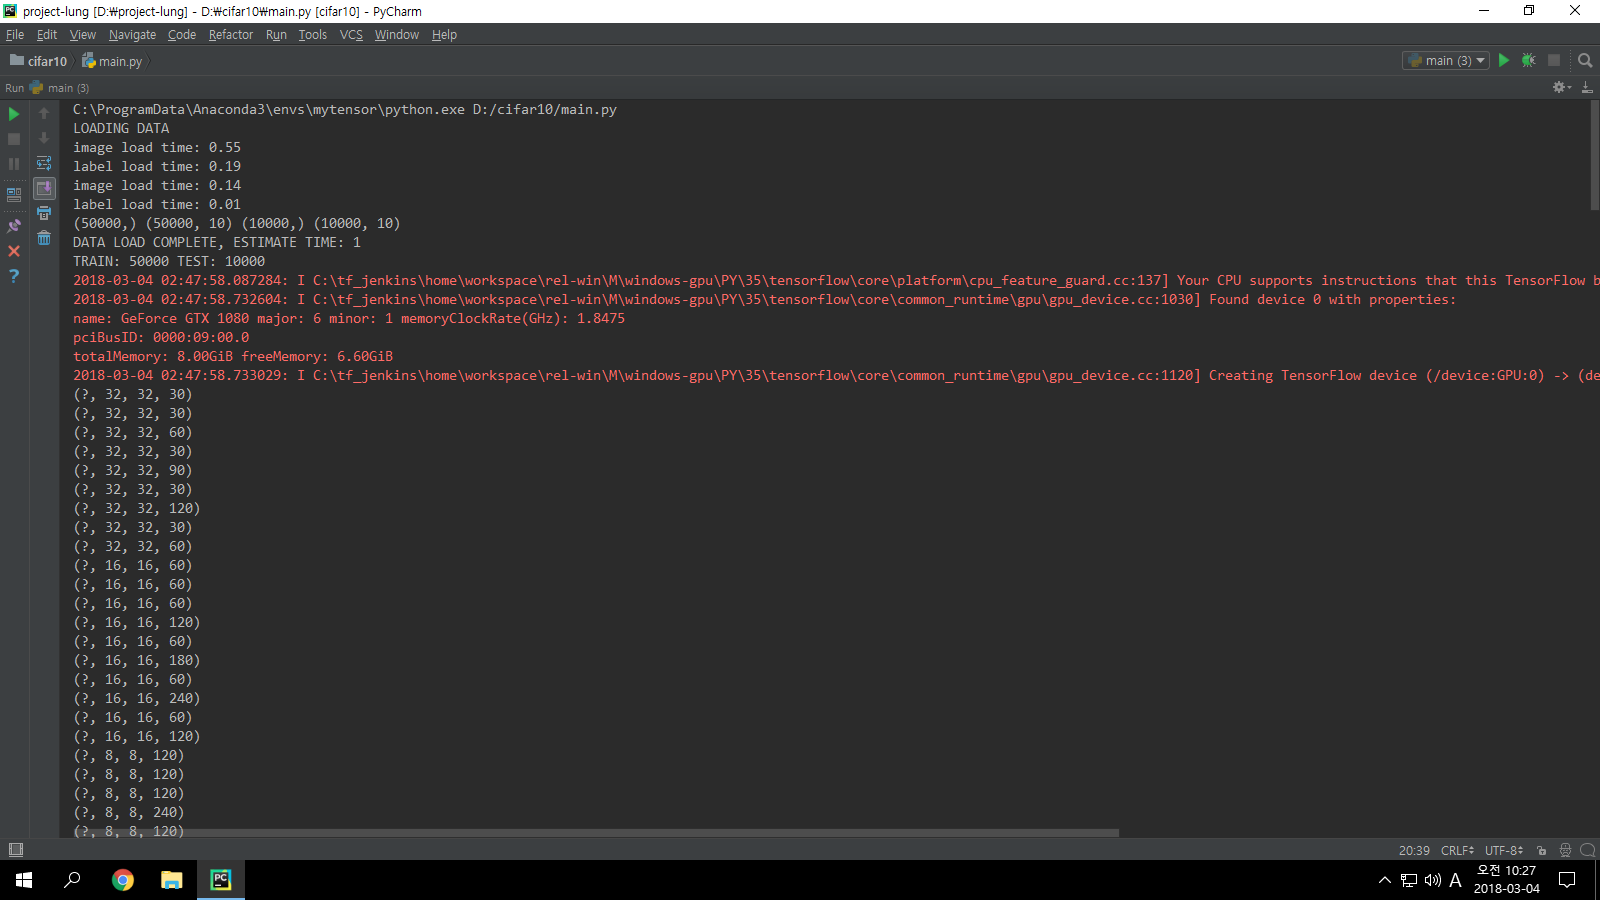 project-lung [D:₩project-lung] - D:₩cifar10₩main.py [cifar10] - PyCharm
File Edit View Navigate Code Refactor Run Tools VCS Window Help
cifar10 main.py main (3)
Run main (3)
C:\ProgramData\Anaconda3\envs\mytensor\python.exe D:/cifar10/main.py
LOADING DATA
image load time: 0.55
label load time: 0.19
image load time: 0.14
label load time: 0.01
(50000,) (50000, 10) (10000,) (10000, 10)
DATA LOAD COMPLETE, ESTIMATE TIME: 1
TRAIN: 50000 TEST: 10000
2018-03-04 02:47:58.087284: I C:\tf_jenkins\home\workspace\rel-win\M\windows-gpu\PY\35\tensorflow\core\platform\cpu_feature_guard.cc:137] Your CPU supports instructions that this TensorFlow b
2018-03-04 02:47:58.732604: I C:\tf_jenkins\home\workspace\rel-win\M\windows-gpu\PY\35\tensorflow\core\common_runtime\gpu\gpu_device.cc:1030] Found device 0 with properties:
name: GeForce GTX 1080 major: 6 minor: 1 memoryClockRate(GHz): 1.8475
pciBusID: 0000:09:00.0
totalMemory: 8.00GiB freeMemory: 6.60GiB
2018-03-04 02:47:58.733029: I C:\tf_jenkins\home\workspace\rel-win\M\windows-gpu\PY\35\tensorflow\core\common_runtime\gpu\gpu_device.cc:1120] Creating TensorFlow device (/device:GPU:0) -> (de
(?, 32, 32, 30)
(?, 32, 32, 30)
(?, 32, 32, 60)
(?, 32, 32, 30)
(?, 32, 32, 90)
(?, 32, 32, 30)
(?, 32, 32, 120)
(?, 32, 32, 30)
(?, 32, 32, 60)
(?, 16, 16, 60)
(?, 16, 16, 60)
(?, 16, 16, 60)
(?, 16, 16, 120)
(?, 16, 16, 60)
(?, 16, 16, 180)
(?, 16, 16, 60)
(?, 16, 16, 240)
(?, 16, 16, 60)
(?, 16, 16, 120)
(?, 8, 8, 120)
(?, 8, 8, 120)
(?, 8, 8, 120)
(?, 8, 8, 240)
(?, 8, 8, 120)
20:39 CRLF UTF-8
A 오전 10:27
2018-03-04